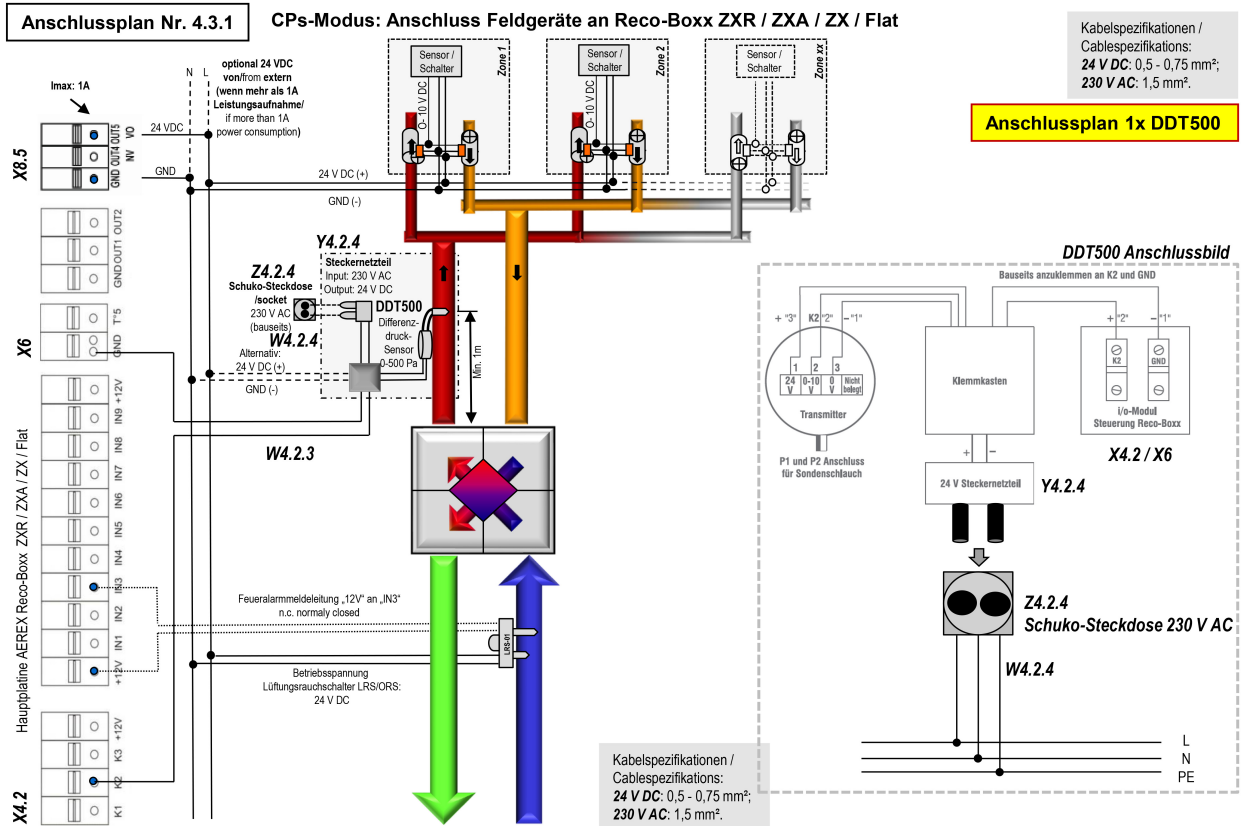 Anschlussplan Nr. 4.3.1
CPs-Modus: Anschluss Feldgeräte an Reco-Boxx ZXR / ZXA / ZX / Flat
Kabelspezifikationen /
Cablespezifikations:
24 V DC: 0,5 - 0,75 mm²;
230 V AC: 1,5 mm².
Anschlussplan 1x DDT500
Imax: 1A
N L
optional 24 VDC
von/from extern
(wenn mehr als 1A
Leistungsaufnahme/
if more than 1A
power consumption)
Sensor /
Schalter
Zone 1
O- 10 V DC
Sensor /
Schalter
Zone 2
O- 10 V DC
Sensor /
Schalter
Zone xx
X8.5
OUT5 VO
OUT4 NV
GND
24 VDC
GND
24 V DC (+)
GND (-)
OUT2
OUT1
GND
X6
T°5
GND
Y4.2.4
Steckernetzteil
Input: 230 V AC
Output: 24 V DC
Z4.2.4
Schuko-Steckdose
/socket
230 V AC
(bauseits)
W4.2.4
DDT500
Differenz-
druck-
Sensor
0-500 Pa
Min. 1m
Alternativ:
24 V DC (+)
GND (-)
W4.2.3
Hauptplatine AEREX Reco-Boxx ZXR / ZXA / ZX / Flat
+12V
IN9
IN8
IN7
IN6
IN5
IN4
IN3
IN2
IN1
+12V
Feueralarmmeldeleitung „12V“ an „IN3“
n.c. normaly closed
LRS-01
Betriebsspannung
Lüftungsrauchschalter LRS/ORS:
24 V DC
X4.2
+12V
K3
K2
K1
Kabelspezifikationen /
Cablespezifikations:
24 V DC: 0,5 - 0,75 mm²;
230 V AC: 1,5 mm².
DDT500 Anschlussbild
Bauseits anzuklemmen an K2 und GND
+ "3" K2 "2" − "1"
1 2 3
24 V
0-10 V
0 V
Nicht belegt
Transmitter
P1 und P2 Anschluss
für Sondenschlauch
Klemmkasten
+ −
24 V Steckernetzteil
Y4.2.4
+ "2" − "1"
K2
GND
i/o-Modul
Steuerung Reco-Boxx
X4.2 / X6
Z4.2.4
Schuko-Steckdose 230 V AC
W4.2.4
L
N
PE